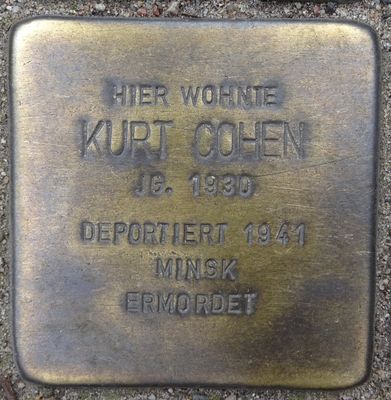 HIER WOHNTE
KURT COHEN
JG. 1930
DEPORTIERT 1941
MINSK
ERMORDET